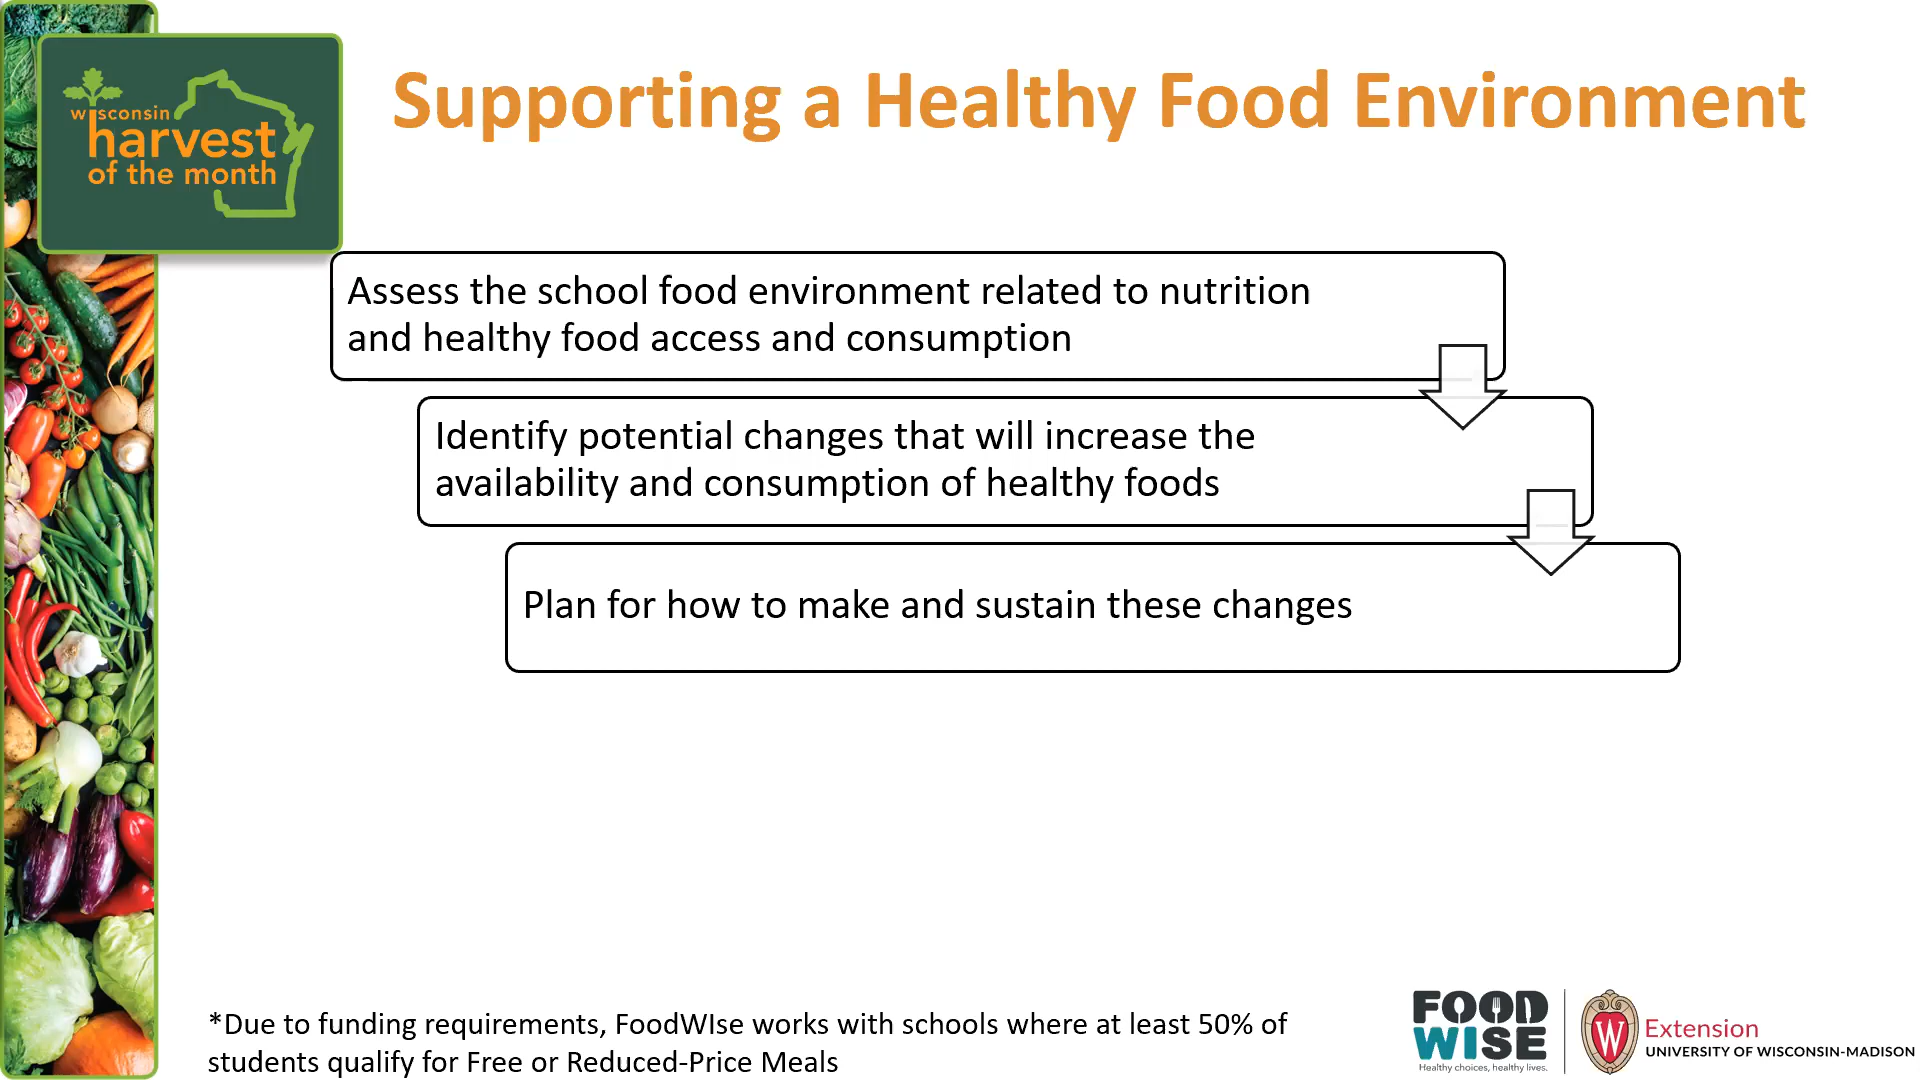 wisconsin
harvest
of the month
Supporting a Healthy Food Environment
Assess the school food environment related to nutrition
and healthy food access and consumption
Identify potential changes that will increase the
availability and consumption of healthy foods
Plan for how to make and sustain these changes
*Due to funding requirements, FoodWIse works with schools where at least 50% of
students qualify for Free or Reduced-Price Meals
FOOD
WISE
Healthy choices, healthy lives.
W
Extension
UNIVERSITY OF WISCONSIN-MADISON